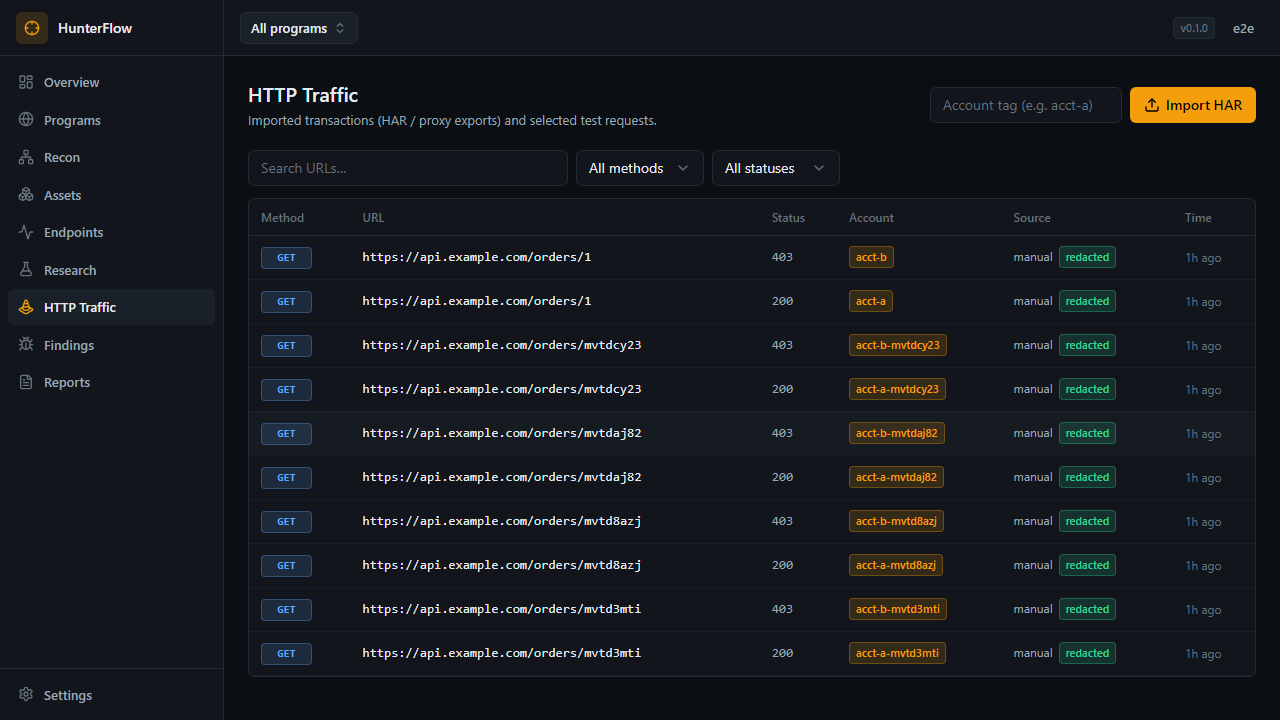 HunterFlow
All programs
v0.1.0
e2e
Overview
Programs
Recon
Assets
Endpoints
Research
HTTP Traffic
Findings
Reports
Settings
HTTP Traffic
Imported transactions (HAR / proxy exports) and selected test requests.
Account tag (e.g. acct-a)
Import HAR
Search URLs...
All methods
All statuses
Method URL Status Account Source Time
GET https://api.example.com/orders/1 403 acct-b manual redacted 1h ago
GET https://api.example.com/orders/1 200 acct-a manual redacted 1h ago
GET https://api.example.com/orders/mvtdcy23 403 acct-b-mvtdcy23 manual redacted 1h ago
GET https://api.example.com/orders/mvtdcy23 200 acct-a-mvtdcy23 manual redacted 1h ago
GET https://api.example.com/orders/mvtdaj82 403 acct-b-mvtdaj82 manual redacted 1h ago
GET https://api.example.com/orders/mvtdaj82 200 acct-a-mvtdaj82 manual redacted 1h ago
GET https://api.example.com/orders/mvtd8azj 403 acct-b-mvtd8azj manual redacted 1h ago
GET https://api.example.com/orders/mvtd8azj 200 acct-a-mvtd8azj manual redacted 1h ago
GET https://api.example.com/orders/mvtd3mti 403 acct-b-mvtd3mti manual redacted 1h ago
GET https://api.example.com/orders/mvtd3mti 200 acct-a-mvtd3mti manual redacted 1h ago